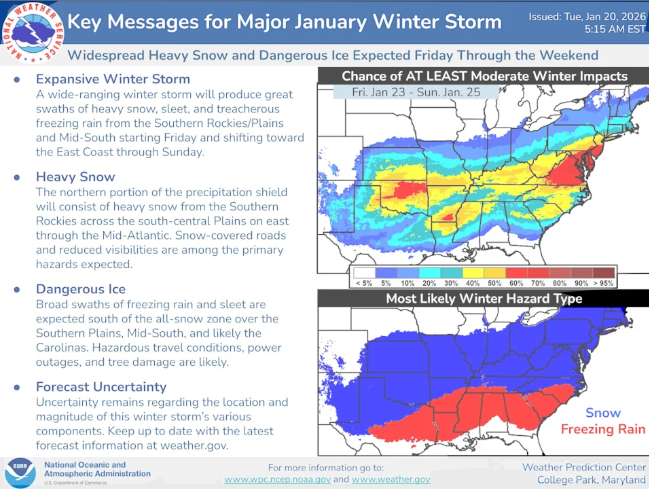 Key Messages for Major January Winter Storm
Issued: Tue, Jan 20, 2026
5:15 AM EST
NATIONAL WEATHER SERVICE
Widespread Heavy Snow and Dangerous Ice Expected Friday Through the Weekend
• Expansive Winter Storm
A wide-ranging winter storm will produce great
swaths of heavy snow, sleet, and treacherous
freezing rain from the Southern Rockies/Plains
and Mid-South starting Friday and shifting toward
the East Coast through Sunday.
• Heavy Snow
The northern portion of the precipitation shield
will consist of heavy snow from the Southern
Rockies across the south-central Plains on east
through the Mid-Atlantic. Snow-covered roads
and reduced visibilities are among the primary
hazards expected.
• Dangerous Ice
Broad swaths of freezing rain and sleet are
expected south of the all-snow zone over the
Southern Plains, Mid-South, and likely the
Carolinas. Hazardous travel conditions, power
outages, and tree damage are likely.
• Forecast Uncertainty
Uncertainty remains regarding the location and
magnitude of this winter storm's various
components. Keep up to date with the latest
forecast information at weather.gov.
Chance of AT LEAST Moderate Winter Impacts
Fri. Jan 23 - Sun. Jan. 25
< 5% 5% 10% 20% 30% 40% 50% 60% 70% 80% 90% > 95%
Most Likely Winter Hazard Type
Snow
Freezing Rain
NOAA
National Oceanic and
Atmospheric Administration
U.S. Department of Commerce
For more information go to:
www.wpc.ncep.noaa.gov and www.weather.gov
Weather Prediction Center
College Park, Maryland